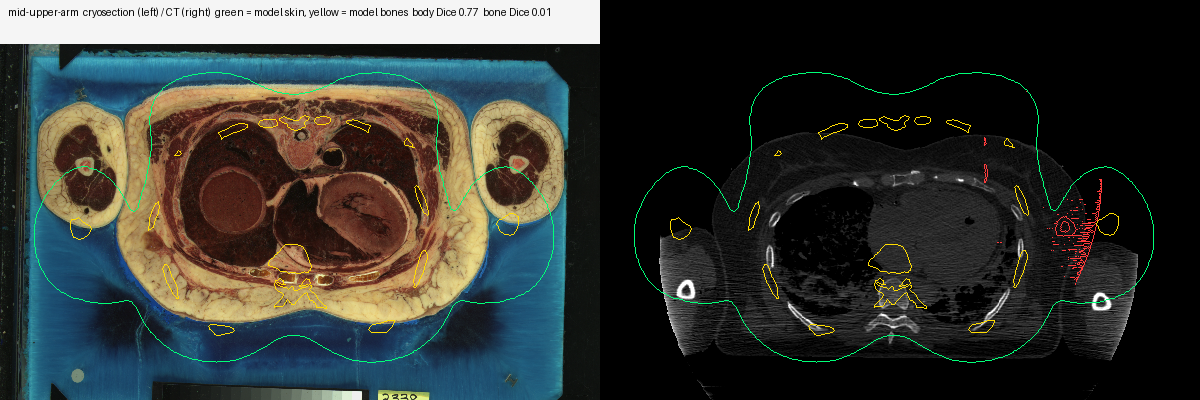 mid-upper-arm cryosection (left) / CT (right) green = model skin, yellow = model bones body Dice 0.77 bone Dice 0.01